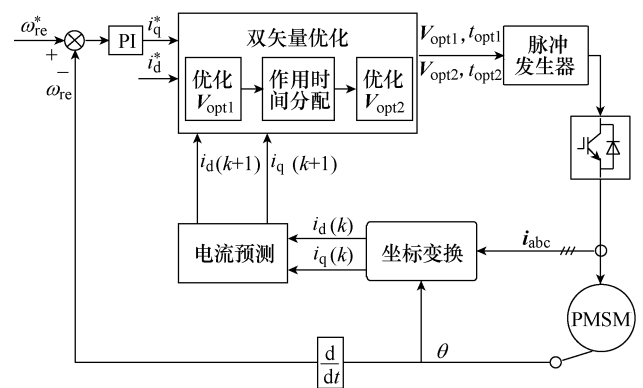 ω*re
+
−
ωre
PI
i*q
i*d
双矢量优化
优化
Vopt1
作用时
间分配
优化
Vopt2
Vopt1, topt1
Vopt2, topt2
脉冲
发生器
id(k+1)
iq (k+1)
电流预测
id(k)
iq(k)
坐标变换
iabc
PMSM
d
dt
θ